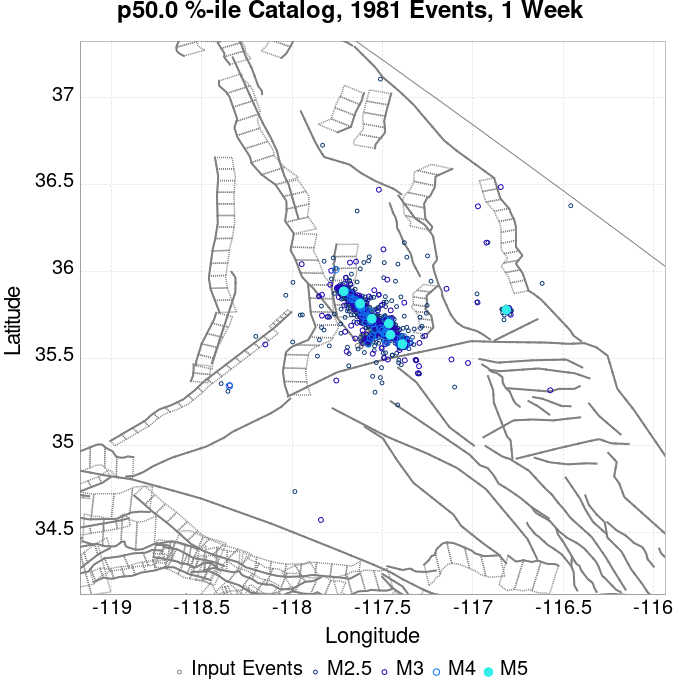 p50.0 %-ile Catalog, 1981 Events, 1 Week
37
36.5
36
35.5
35
34.5
Latitude
-119 -118.5 -118 -117.5 -117 -116.5 -116
Longitude
Input Events M2.5 M3 M4 M5